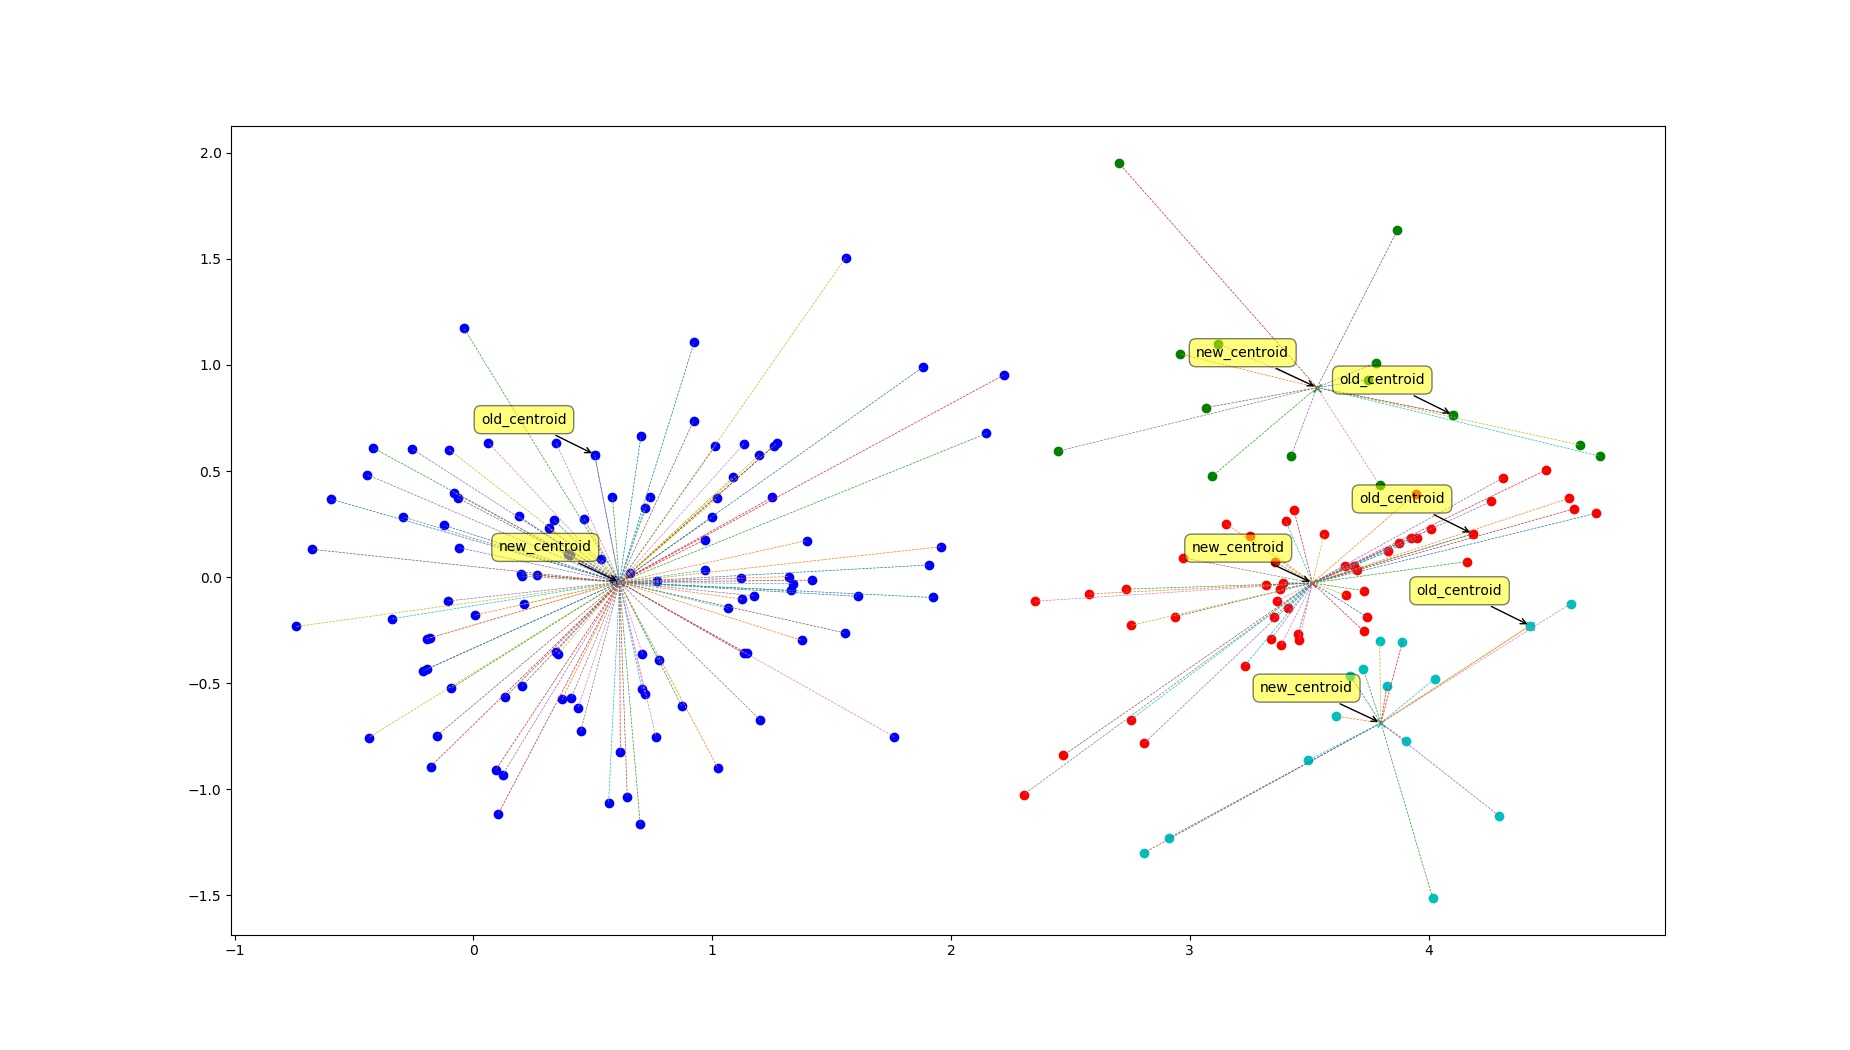 2.0
1.5
1.0
0.5
0.0
−0.5
−1.0
−1.5
−1
0
1
2
3
4
new_centroid
old_centroid
old_centroid
old_centroid
new_centroid
new_centroid
old_centroid
new_centroid